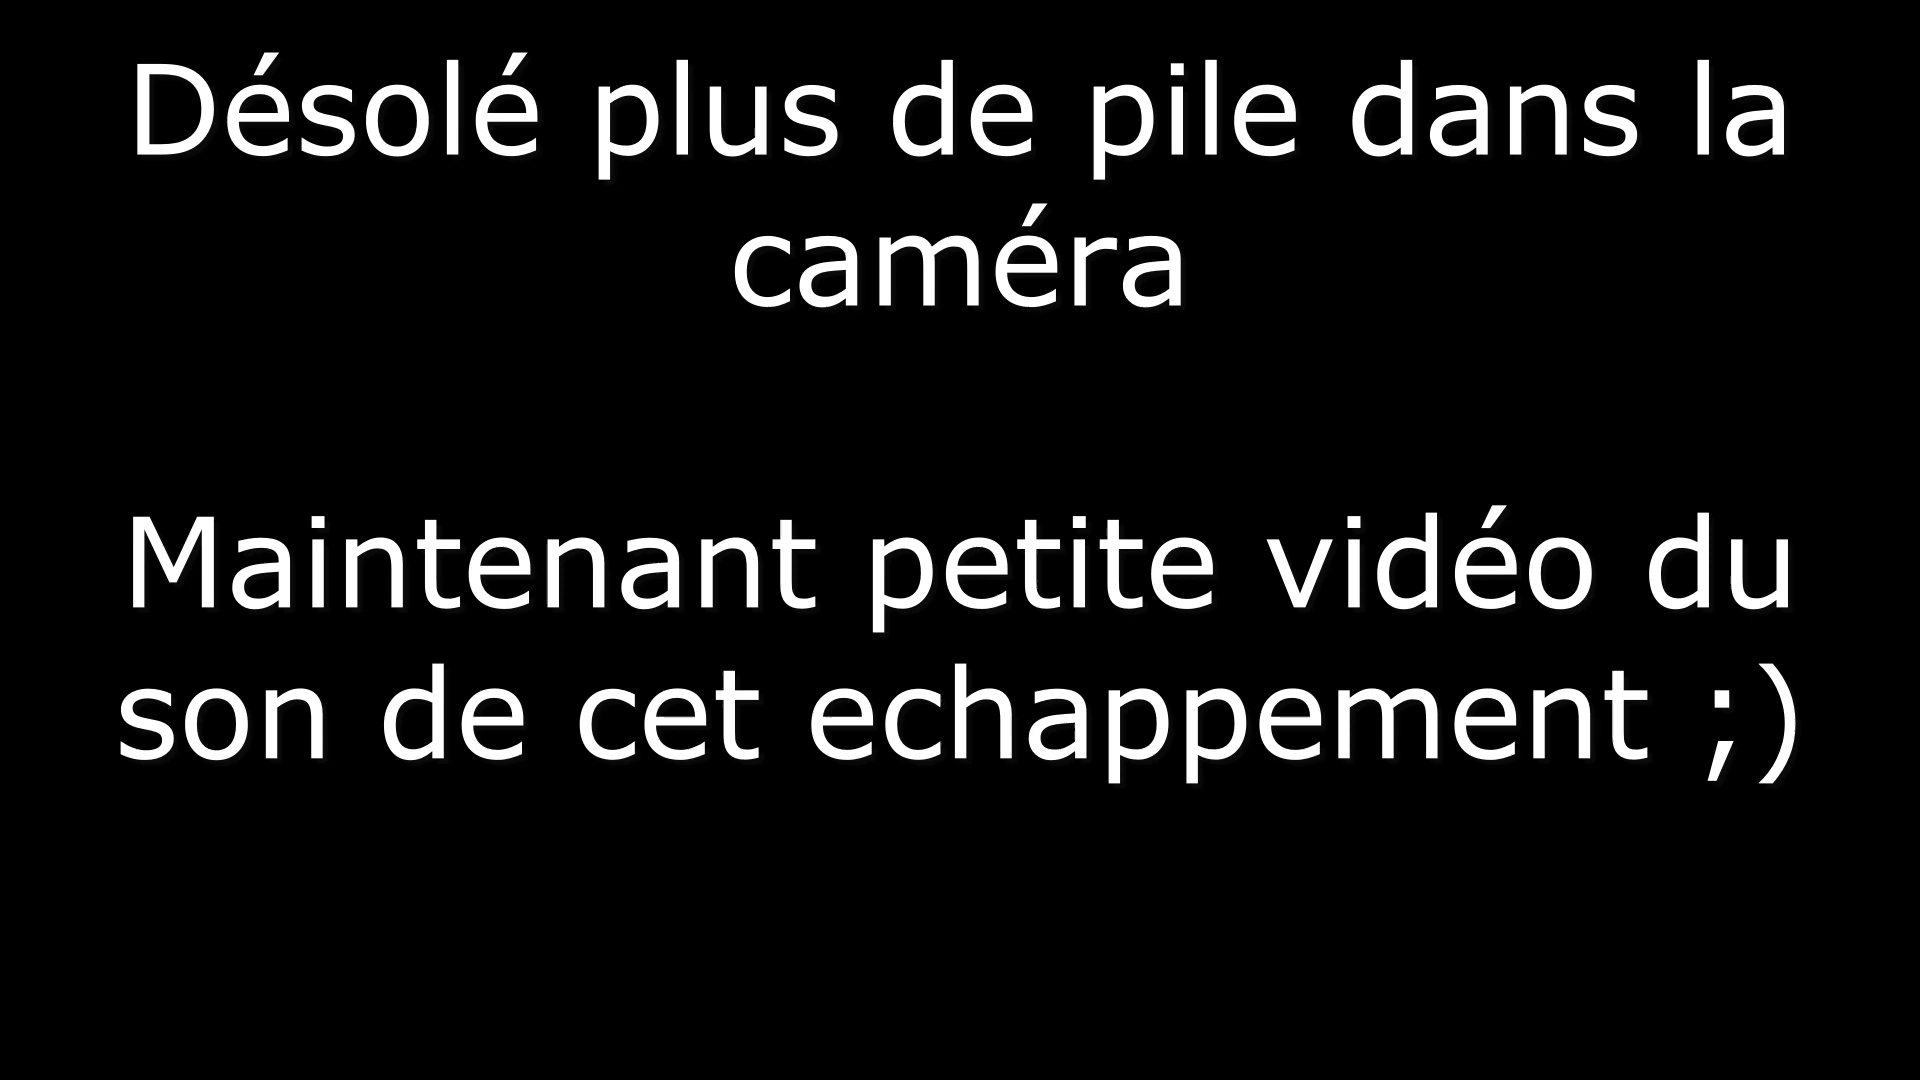 Désolé plus de pile dans la
caméra
Maintenant petite vidéo du
son de cet echappement ;)